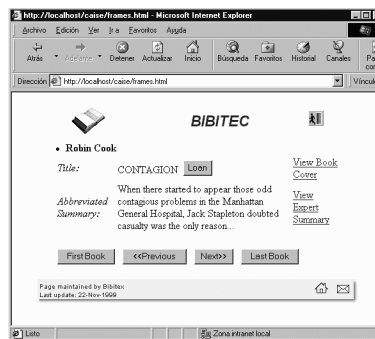 http://localhost/caise/frames.html - Microsoft Internet Explorer
Archivo Edición Ver Ir a Favoritos Ayuda
Atrás Adelante Detener Actualizar Inicio Búsqueda Favoritos Historial Canales
Dirección http://localhost/caise/frames.html
BIBITEC
Robin Cook
Title: CONTAGION Loan
View Book
Cover
Abbreviated
Summary:
When there started to appear those odd
contagious problems in the Manhattan
General Hospital, Jack Stapleton doubted
casualty was the only reason...
View
Expert
Summary
First Book <<Previous Next>> Last Book
Page maintained by Bibitex
Last update: 22-Nov-1999
Listo Zona intranet local